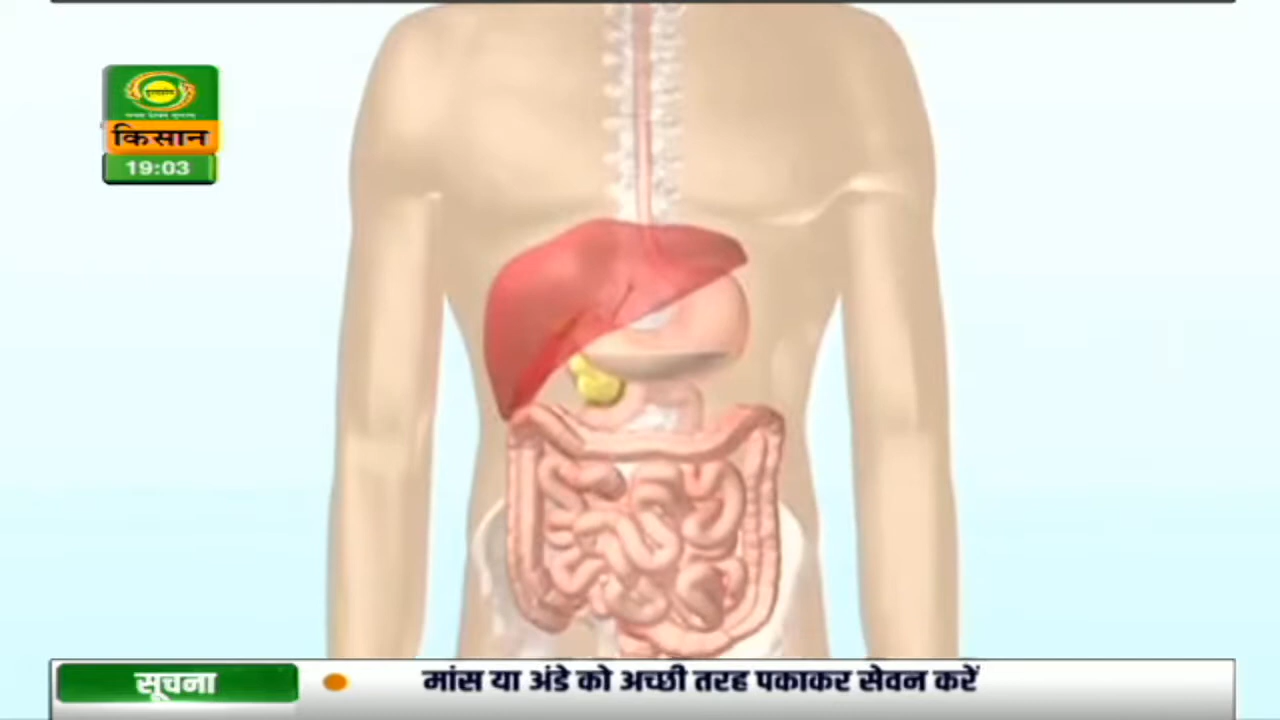 किसान
19:03
सूचना
मांस या अंडे को अच्छी तरह पकाकर सेवन करें